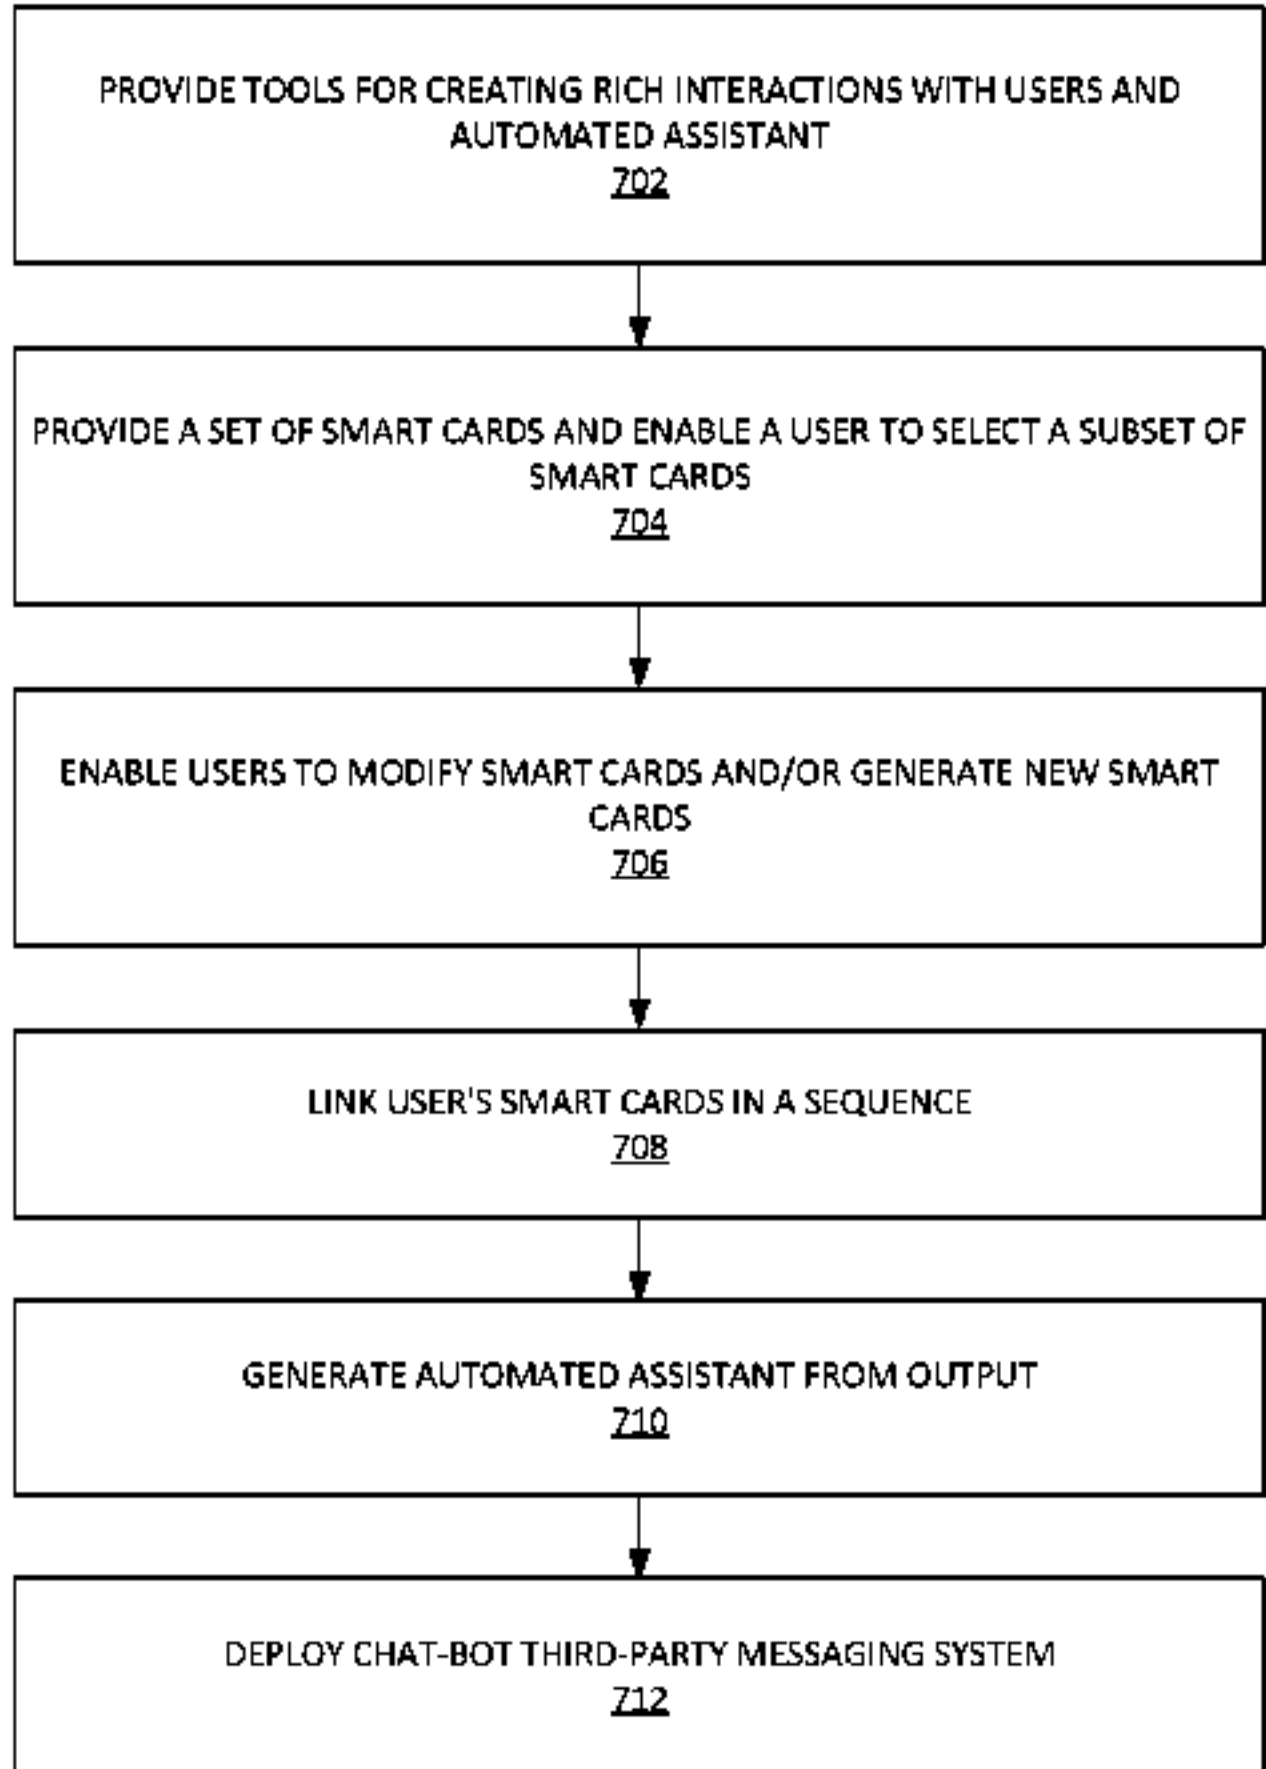 PROVIDE TOOLS FOR CREATING RICH INTERACTIONS WITH USERS AND
AUTOMATED ASSISTANT
702
PROVIDE A SET OF SMART CARDS AND ENABLE A USER TO SELECT A SUBSET OF
SMART CARDS
704
ENABLE USERS TO MODIFY SMART CARDS AND/OR GENERATE NEW SMART
CARDS
706
LINK USER'S SMART CARDS IN A SEQUENCE
708
GENERATE AUTOMATED ASSISTANT FROM OUTPUT
710
DEPLOY CHAT-BOT THIRD-PARTY MESSAGING SYSTEM
712